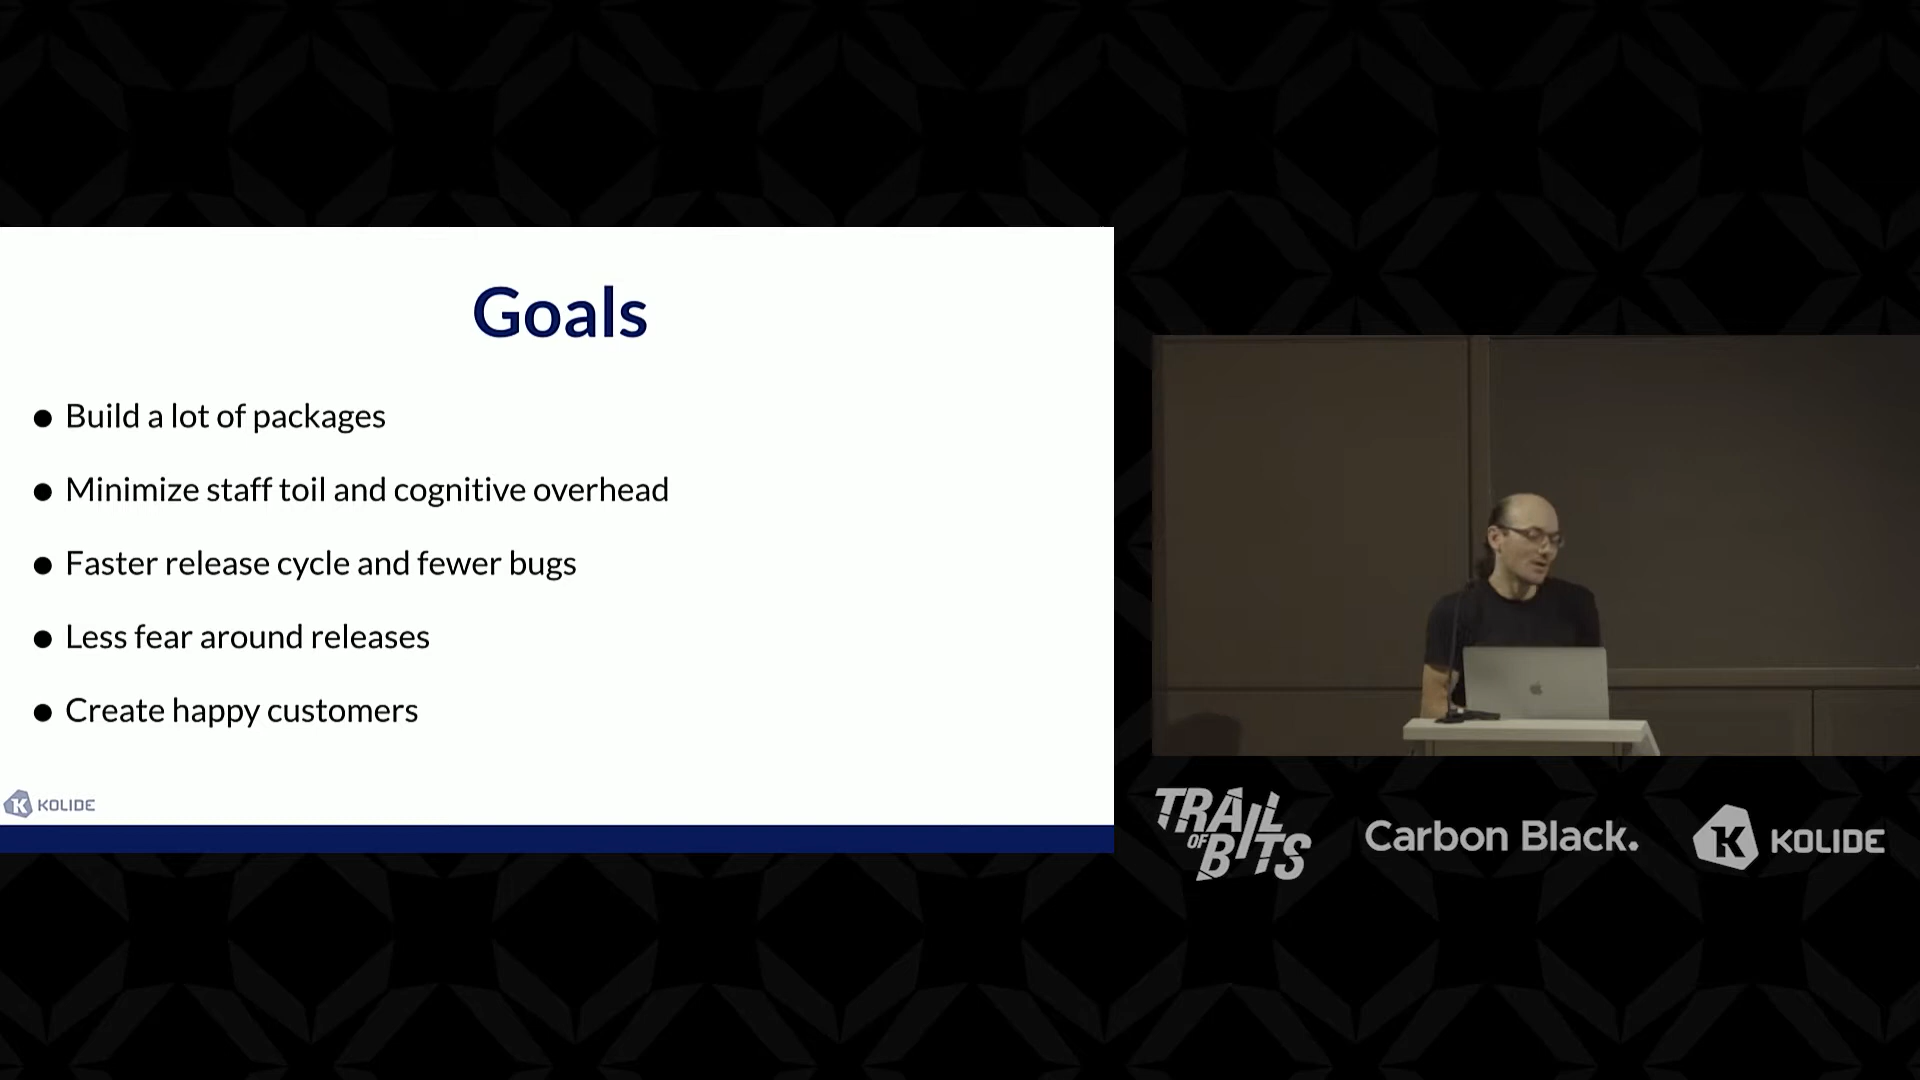 Goals
● Build a lot of packages
● Minimize staff toil and cognitive overhead
● Faster release cycle and fewer bugs
● Less fear around releases
● Create happy customers
KOLIDE
TRAIL
OF
BITS
Carbon Black.
KOLIDE